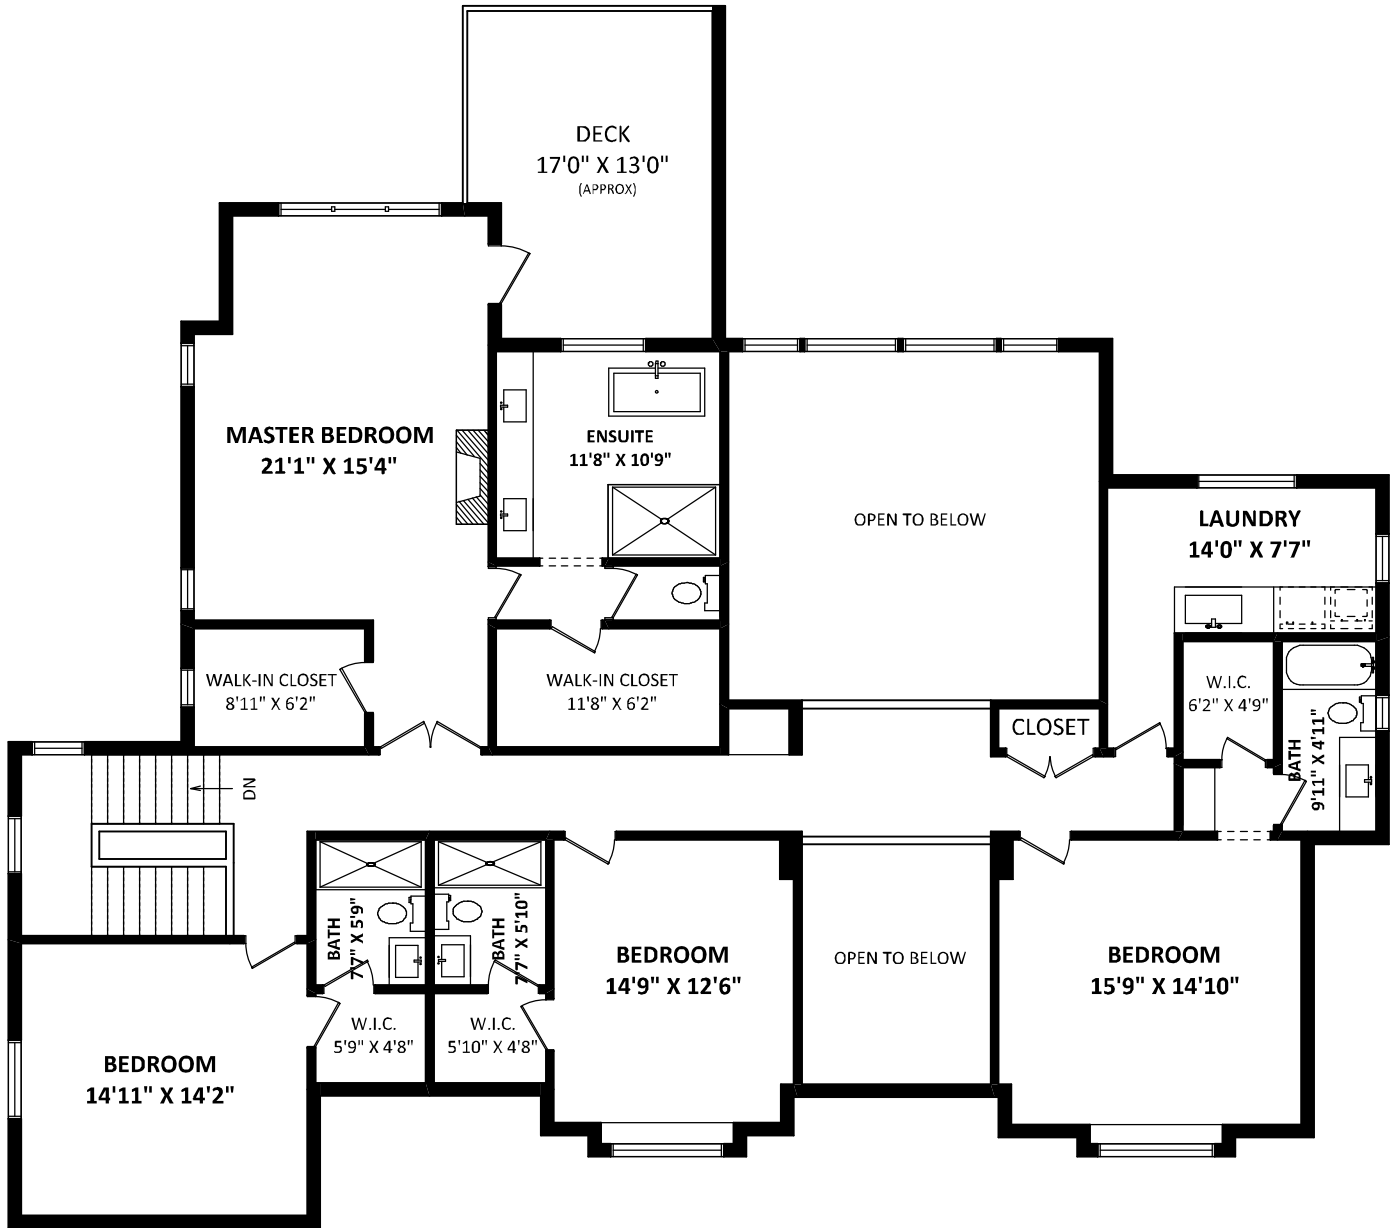 DECK
17'0" X 13'0"
(APPROX)
MASTER BEDROOM
21'1" X 15'4"
ENSUITE
11'8" X 10'9"
OPEN TO BELOW
LAUNDRY
14'0" X 7'7"
WALK-IN CLOSET
8'11" X 6'2"
WALK-IN CLOSET
11'8" X 6'2"
CLOSET
W.I.C.
6'2" X 4'9"
BATH
9'11" X 4'11"
DN
BATH
7'7" X 5'9"
BATH
7'7" X 5'10"
BEDROOM
14'9" X 12'6"
OPEN TO BELOW
BEDROOM
15'9" X 14'10"
W.I.C.
5'9" X 4'8"
W.I.C.
5'10" X 4'8"
BEDROOM
14'11" X 14'2"